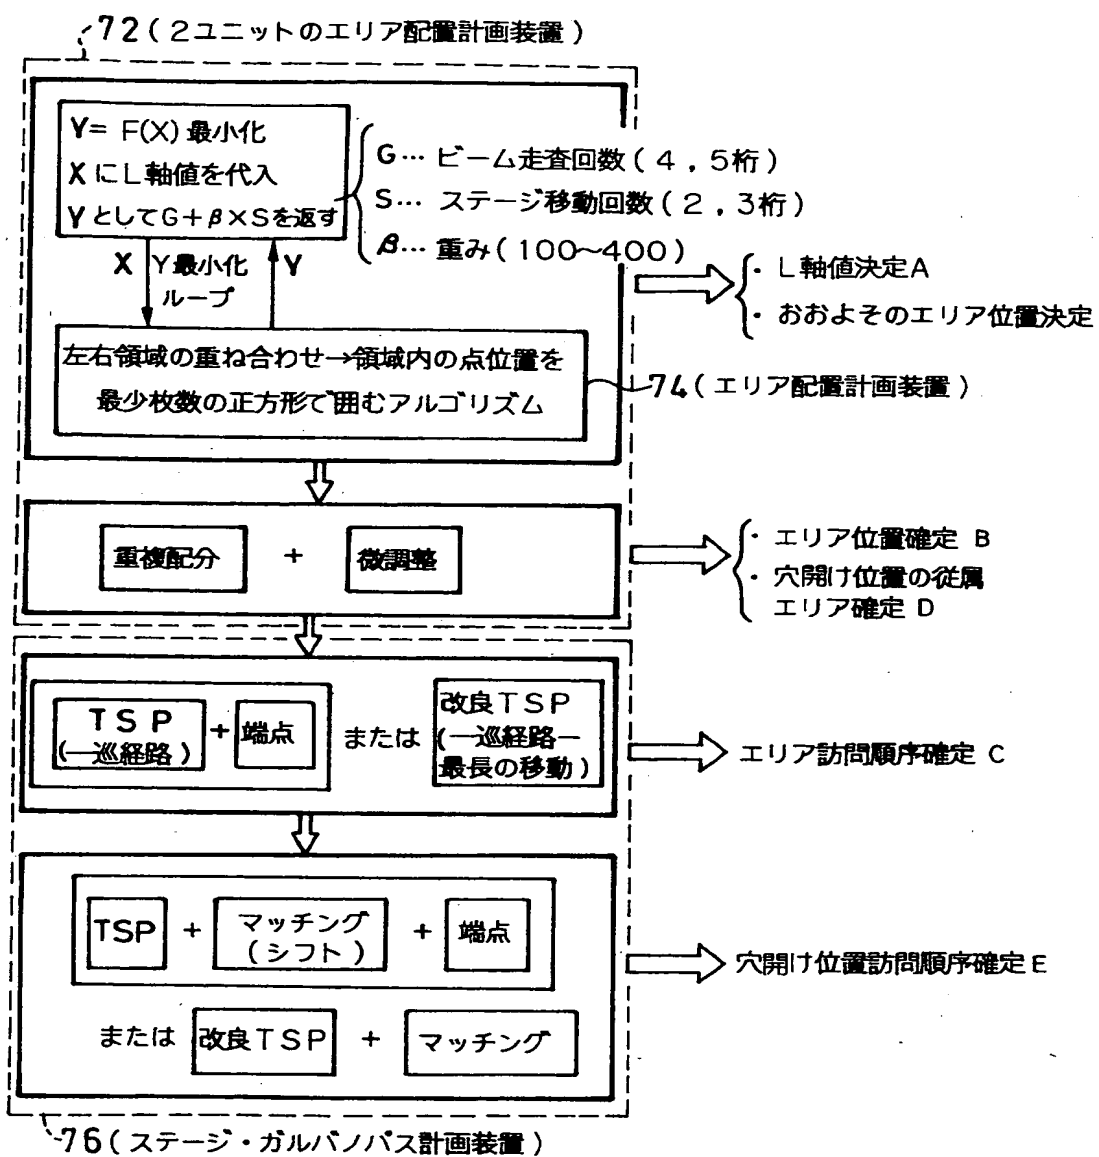 72(2ユニットのエリア配置計画装置)
Y= F(X) 最小化
XにL軸値を代入
YとしてG+β×Sを返す
G… ビーム走査回数(4,5桁)
S… ステージ移動回数(2,3桁)
β… 重み(100~400)
X
Y最小化
ループ
Y
・L軸値決定A
・おおよそのエリア位置決定
左右領域の重ね合わせ→領域内の点位置を
最少枚数の正方形で囲むアルゴリズム
74(エリア配置計画装置)
重複配分 + 微調整
・エリア位置確定 B
・穴開け位置の従属
エリア確定 D
TSP
(一巡経路)
+
端点
または
改良TSP
(一巡経路ー
最長の移動)
エリア訪問順序確定 C
TSP + マッチング
(シフト)
+ 端点
または 改良TSP + マッチング
穴開け位置訪問順序確定E
76(ステージ・ガルバノパス計画装置)